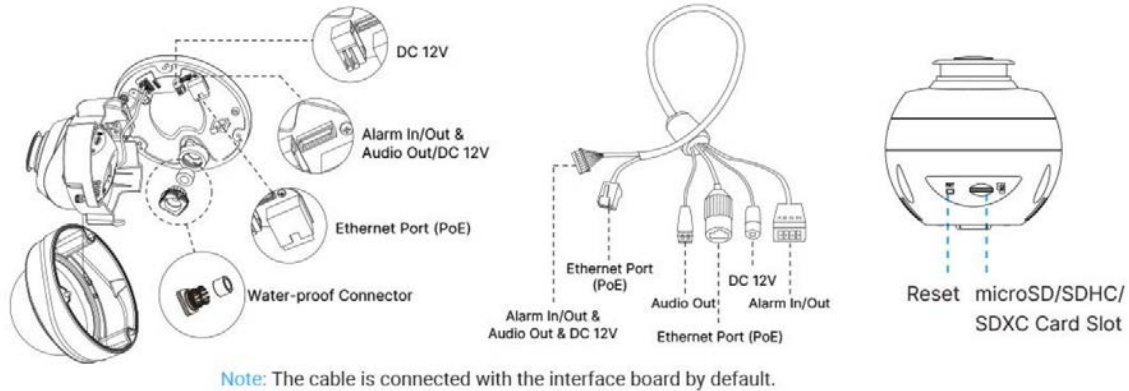 DC 12V
Alarm In/Out &
Audio Out/DC 12V
Ethernet Port (PoE)
Water-proof Connector
Ethernet Port
(PoE)
Alarm In/Out &
Audio Out & DC 12V
Audio Out
Ethernet Port (PoE)
DC 12V
Alarm In/Out
Reset
microSD/SDHC/
SDXC Card Slot
Note: The cable is connected with the interface board by default.